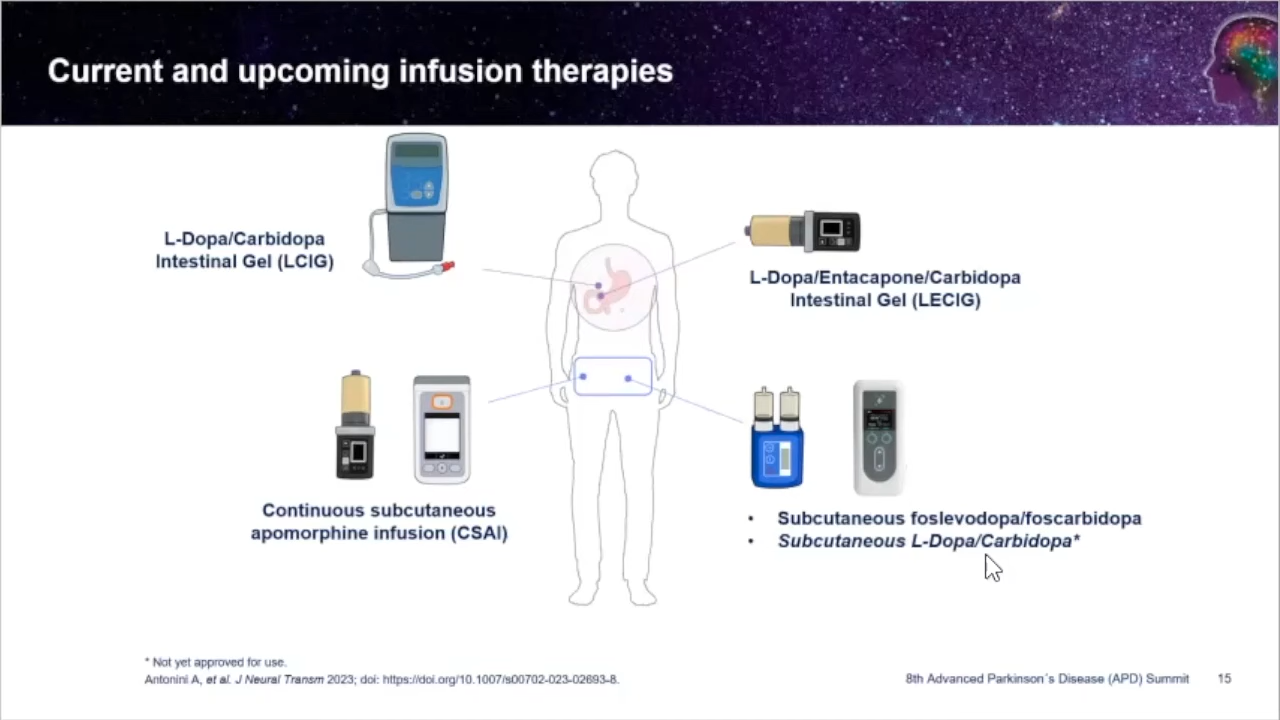 Current and upcoming infusion therapies
L-Dopa/Carbidopa
Intestinal Gel (LCIG)
L-Dopa/Entacapone/Carbidopa
Intestinal Gel (LECIG)
Continuous subcutaneous
apomorphine infusion (CSAI)
• Subcutaneous foslevodopa/foscarbidopa
• Subcutaneous L-Dopa/Carbidopa*
* Not yet approved for use.
Antonini A, et al. J Neural Transm 2023; doi: https://doi.org/10.1007/s00702-023-02693-8.
8th Advanced Parkinson´s Disease (APD) Summit 15